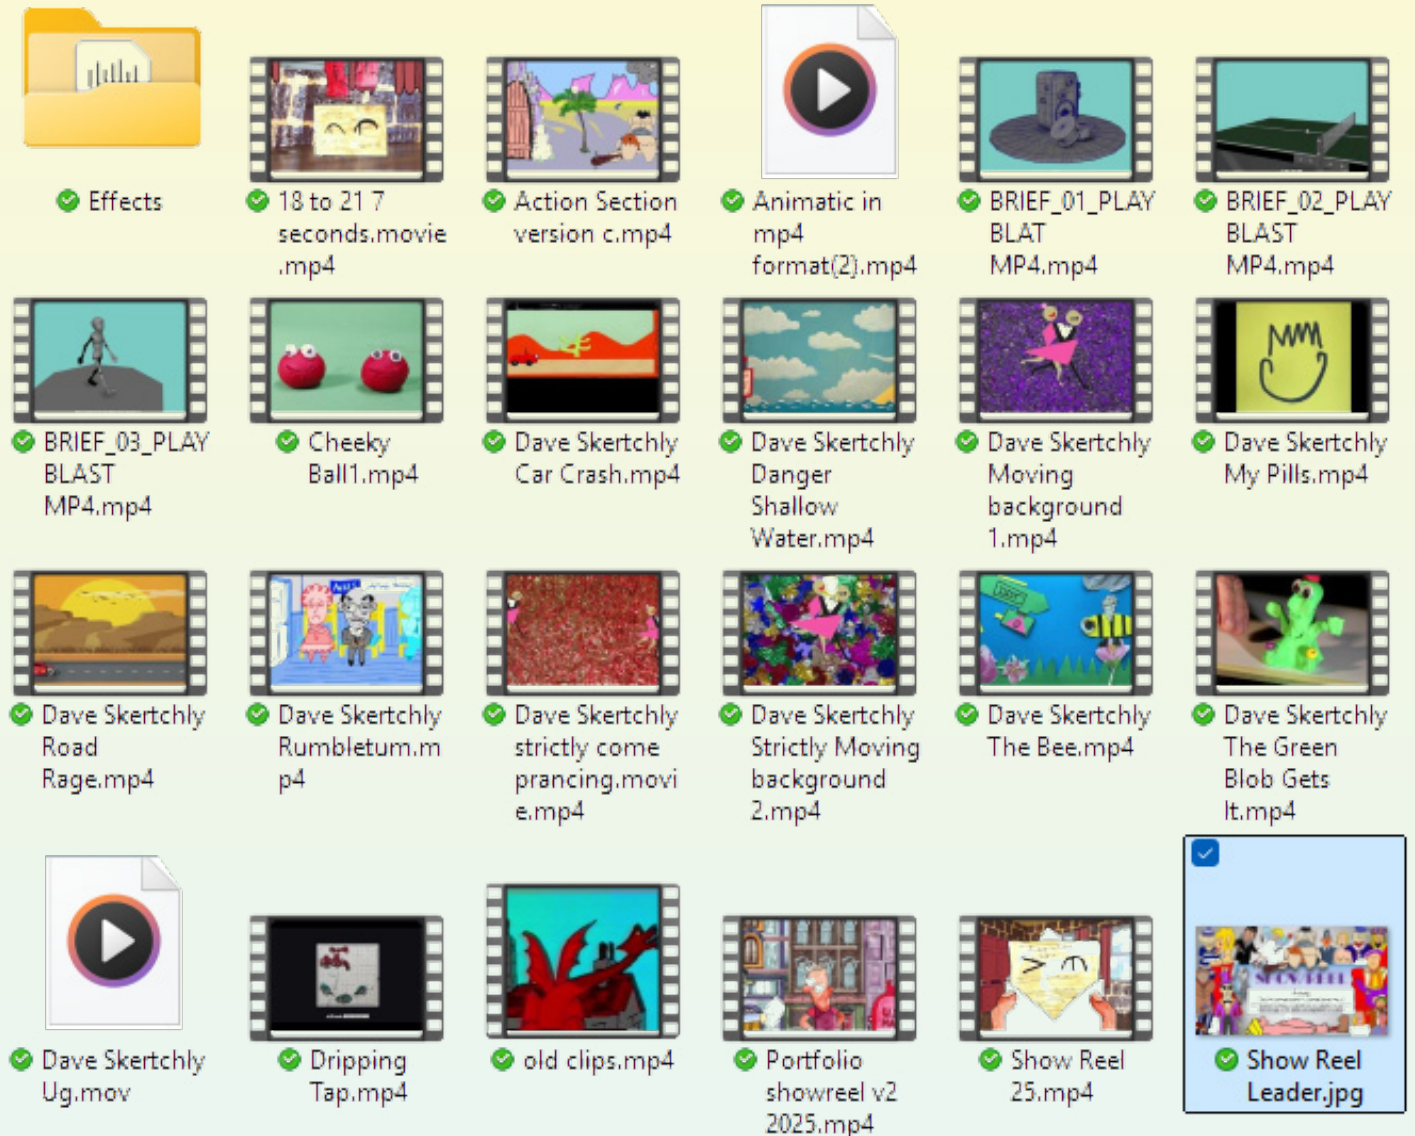 Effects
18 to 21 7
seconds.movie
.mp4
Action Section
version c.mp4
Animatic in
mp4
format(2).mp4
BRIEF_01_PLAY
BLAT
MP4.mp4
BRIEF_02_PLAY
BLAST
MP4.mp4
BRIEF_03_PLAY
BLAST
MP4.mp4
Cheeky
Ball1.mp4
Dave Skertchly
Car Crash.mp4
Dave Skertchly
Danger
Shallow
Water.mp4
Dave Skertchly
Moving
background
1.mp4
Dave Skertchly
My Pills.mp4
Dave Skertchly
Road
Rage.mp4
Dave Skertchly
Rumbletum.m
p4
Dave Skertchly
strictly come
prancing.movi
e.mp4
Dave Skertchly
Strictly Moving
background
2.mp4
Dave Skertchly
The Bee.mp4
Dave Skertchly
The Green
Blob Gets
It.mp4
SHOW REEL
Dave Skertchly
Ug.mov
Dripping
Tap.mp4
old clips.mp4
Portfolio
showreel v2
2025.mp4
Show Reel
25.mp4
Show Reel
Leader.jpg